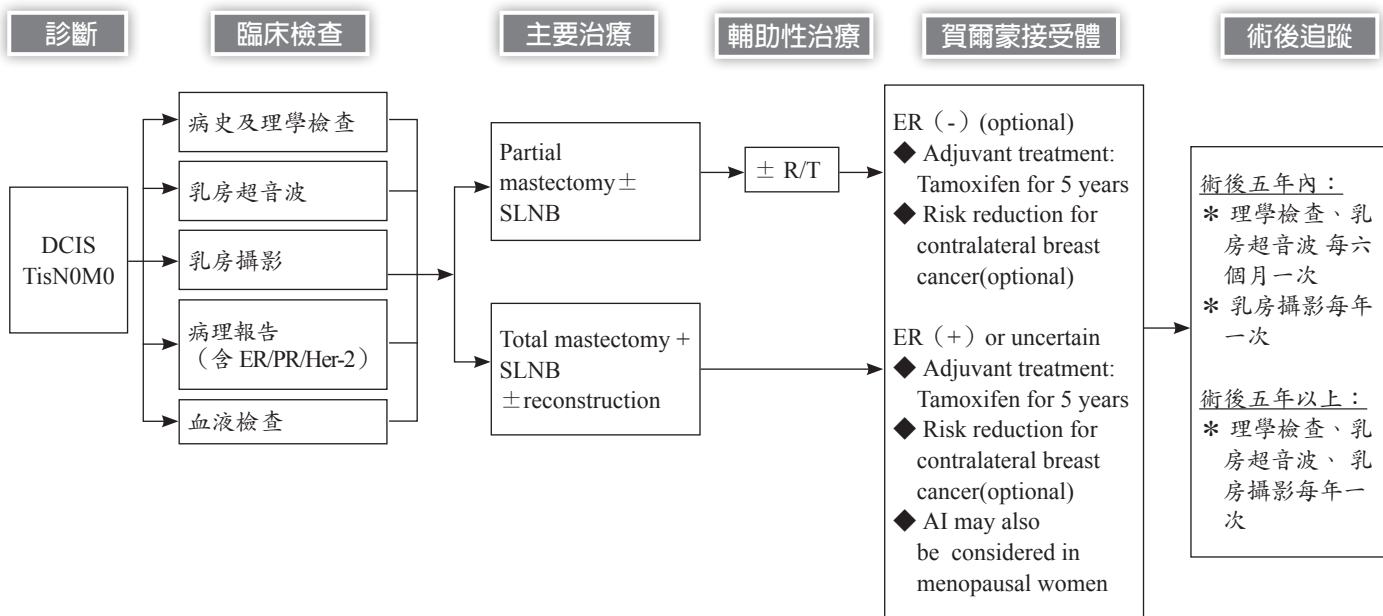 診斷
臨床檢查
主要治療
輔助性治療
賀爾蒙接受體
術後追蹤
DCIS
TisN0M0
病史及理學檢查
乳房超音波
乳房攝影
病理報告
（含 ER/PR/Her-2）
血液檢查
Partial
mastectomy±
SLNB
Total mastectomy +
SLNB
±reconstruction
± R/T
ER（-）(optional)
◆ Adjuvant treatment:
Tamoxifen for 5 years
◆ Risk reduction for
contralateral breast
cancer(optional)
ER（+）or uncertain
◆ Adjuvant treatment:
Tamoxifen for 5 years
◆ Risk reduction for
contralateral breast
cancer(optional)
◆ AI may also
be considered in
menopausal women
術後五年內：
＊ 理學檢查、乳
房超音波 每六
個月一次
＊ 乳房攝影每年
一次
術後五年以上：
＊ 理學檢查、乳
房超音波、 乳
房攝影每年一
次